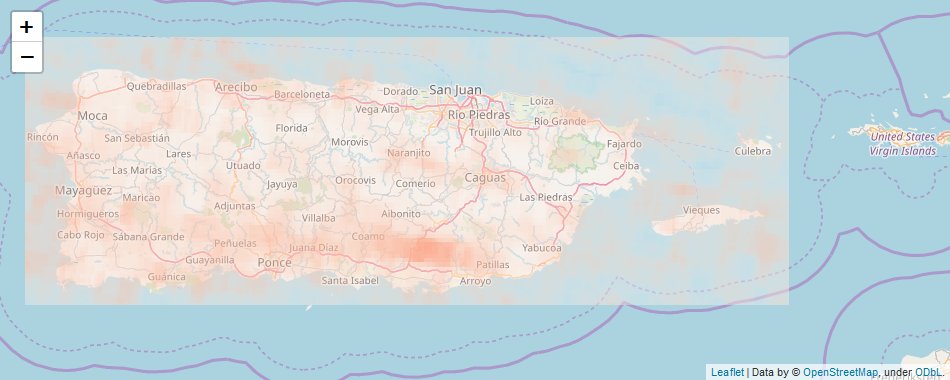 +
−
Quebradillas
Arecibo
Barceloneta
Dorado
San Juan
Vega Alta
Loíza
Moca
Río Piedras
Río Grande
Rincón
San Sebastián
Florida
Morovis
Trujillo Alto
Fajardo
United States
Virgin Islands
Añasco
Lares
Naranjito
Culebra
Las Marías
Utuado
Ceiba
Mayagüez
Maricao
Jayuya
Orocovis
Comerío
Caguas
Las Piedras
Hormigueros
Adjuntas
Villalba
Aibonito
Vieques
Cabo Rojo
Sábana Grande
Peñuelas
Juana Díaz
Coamo
Yabucoa
Guayanilla
Ponce
Patillas
Guánica
Santa Isabel
Arroyo
Leaflet | Data by © OpenStreetMap, under ODbL.